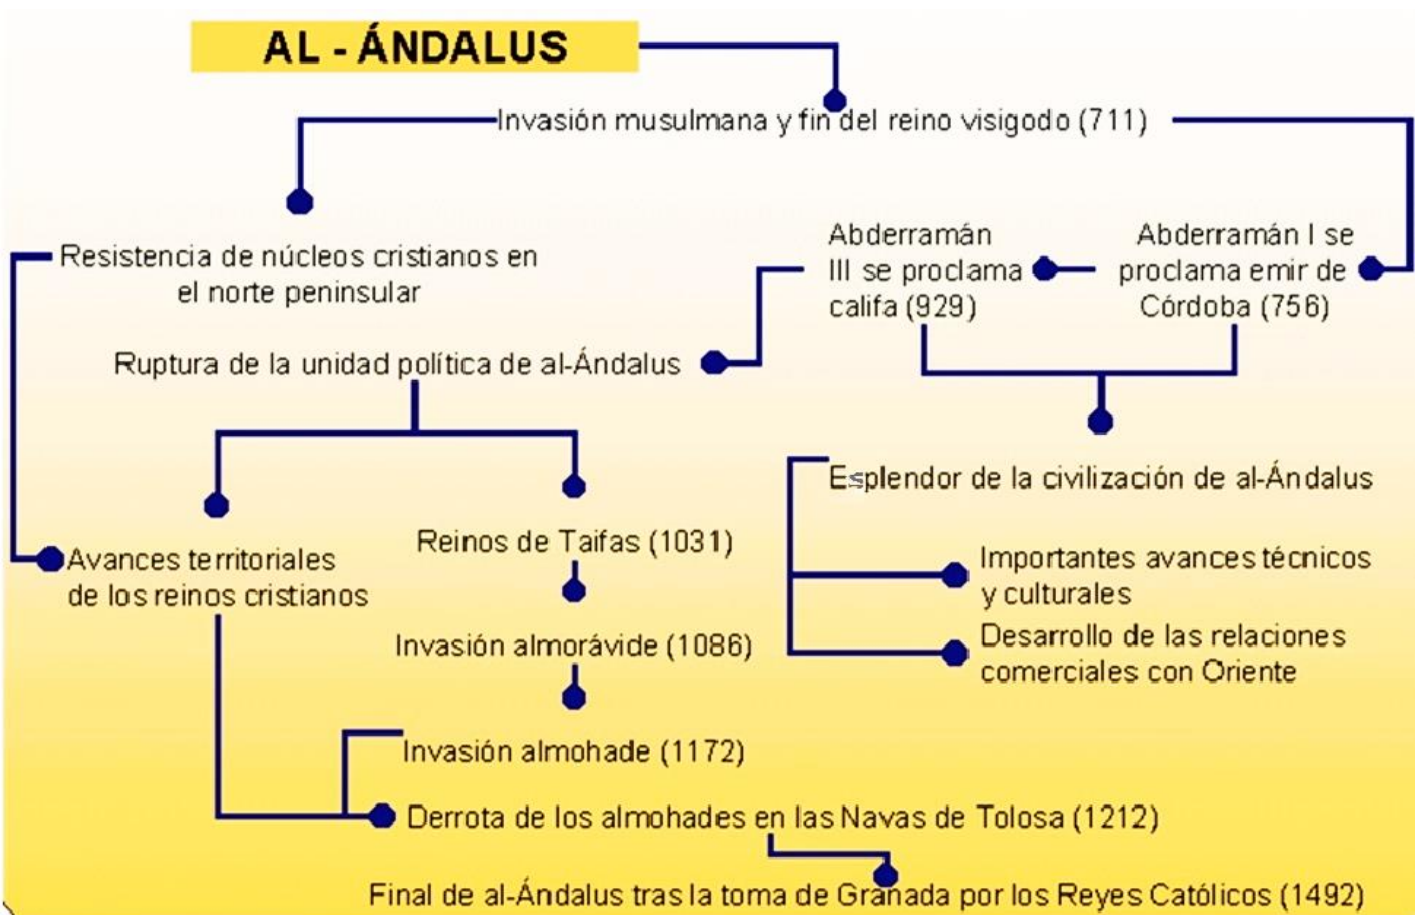 AL - ÁNDALUS
Invasión musulmana y fin del reino visigodo (711)
Resistencia de núcleos cristianos en
el norte peninsular
Abderramán
III se proclama
califa (929)
Abderramán I se
proclama emir de
Córdoba (756)
Ruptura de la unidad política de al-Ándalus
Esplendor de la civilización de al-Ándalus
Avances territoriales
de los reinos cristianos
Reinos de Taifas (1031)
Importantes avances técnicos
y culturales
Invasión almorávide (1086)
Desarrollo de las relaciones
comerciales con Oriente
Invasión almohade (1172)
Derrota de los almohades en las Navas de Tolosa (1212)
Final de al-Ándalus tras la toma de Granada por los Reyes Católicos (1492)